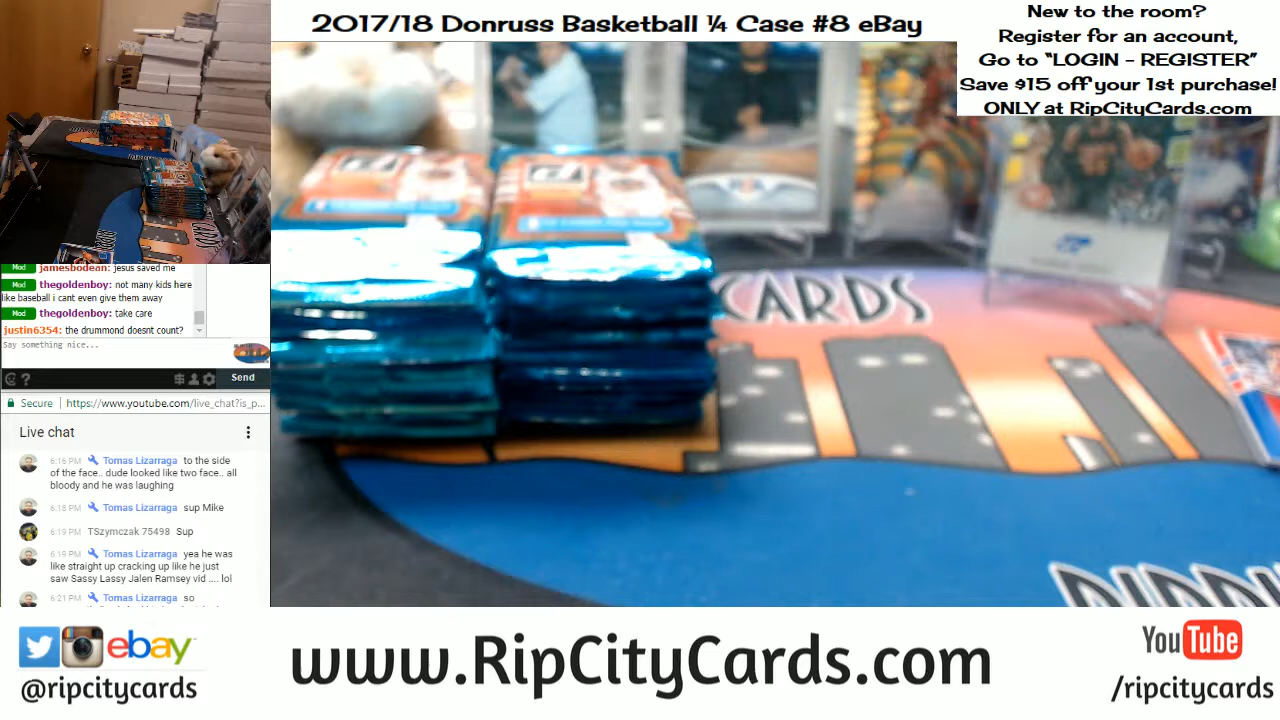 2017/18 Donruss Basketball ¼ Case #8 eBay
New to the room?
Register for an account,
Go to “LOGIN – REGISTER”
Save $15 off your 1st purchase!
ONLY at RipCityCards.com
Mod jamesbodean: jesus saved me
Mod thegoldenboy: not many kids here
like baseball i cant even give them away
Mod thegoldenboy: take care
justin6354: the drummond doesnt count?
Say something nice...
Send
Secure https://www.youtube.com/live_chat?is_p...
Live chat
6:16 PM Tomas Lizarraga to the side
of the face.. dude looked like two face.. all
bloody and he was laughing
6:18 PM Tomas Lizarraga sup Mike
6:19 PM TSzymczak 75498 Sup
6:19 PM Tomas Lizarraga yea he was
like straight up cracking up like he just
saw Sassy Lassy Jalen Ramsey vid .... lol
6:21 PM Tomas Lizarraga so
CARDS
ebay
@ripcitycards
www.RipCityCards.com
YouTube
/ripcitycards